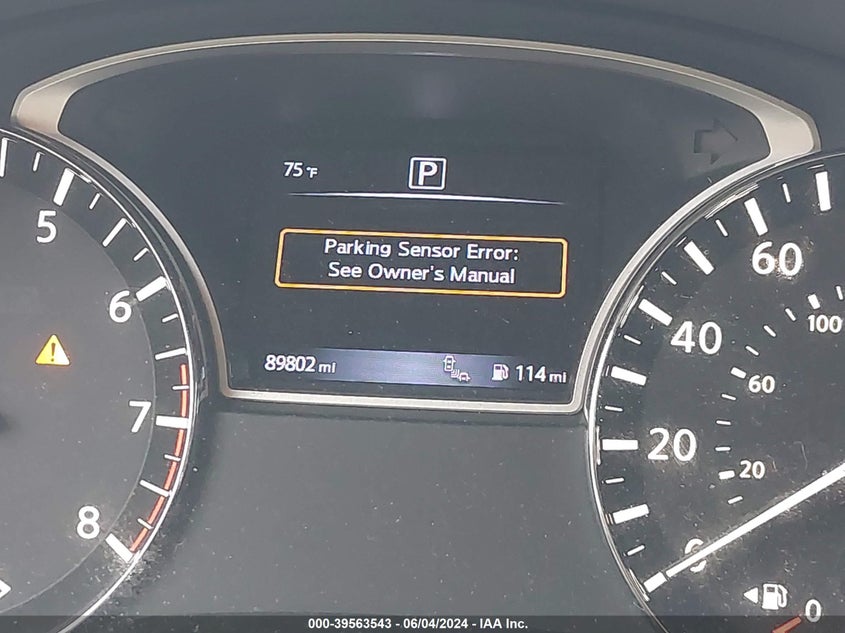 75 °F
P
Parking Sensor Error:
See Owner's Manual
89802 mi
114 mi
5
6
7
8
60
40
20
0
100
60
20
0
000-39563543 - 06/04/2024 - IAA Inc.